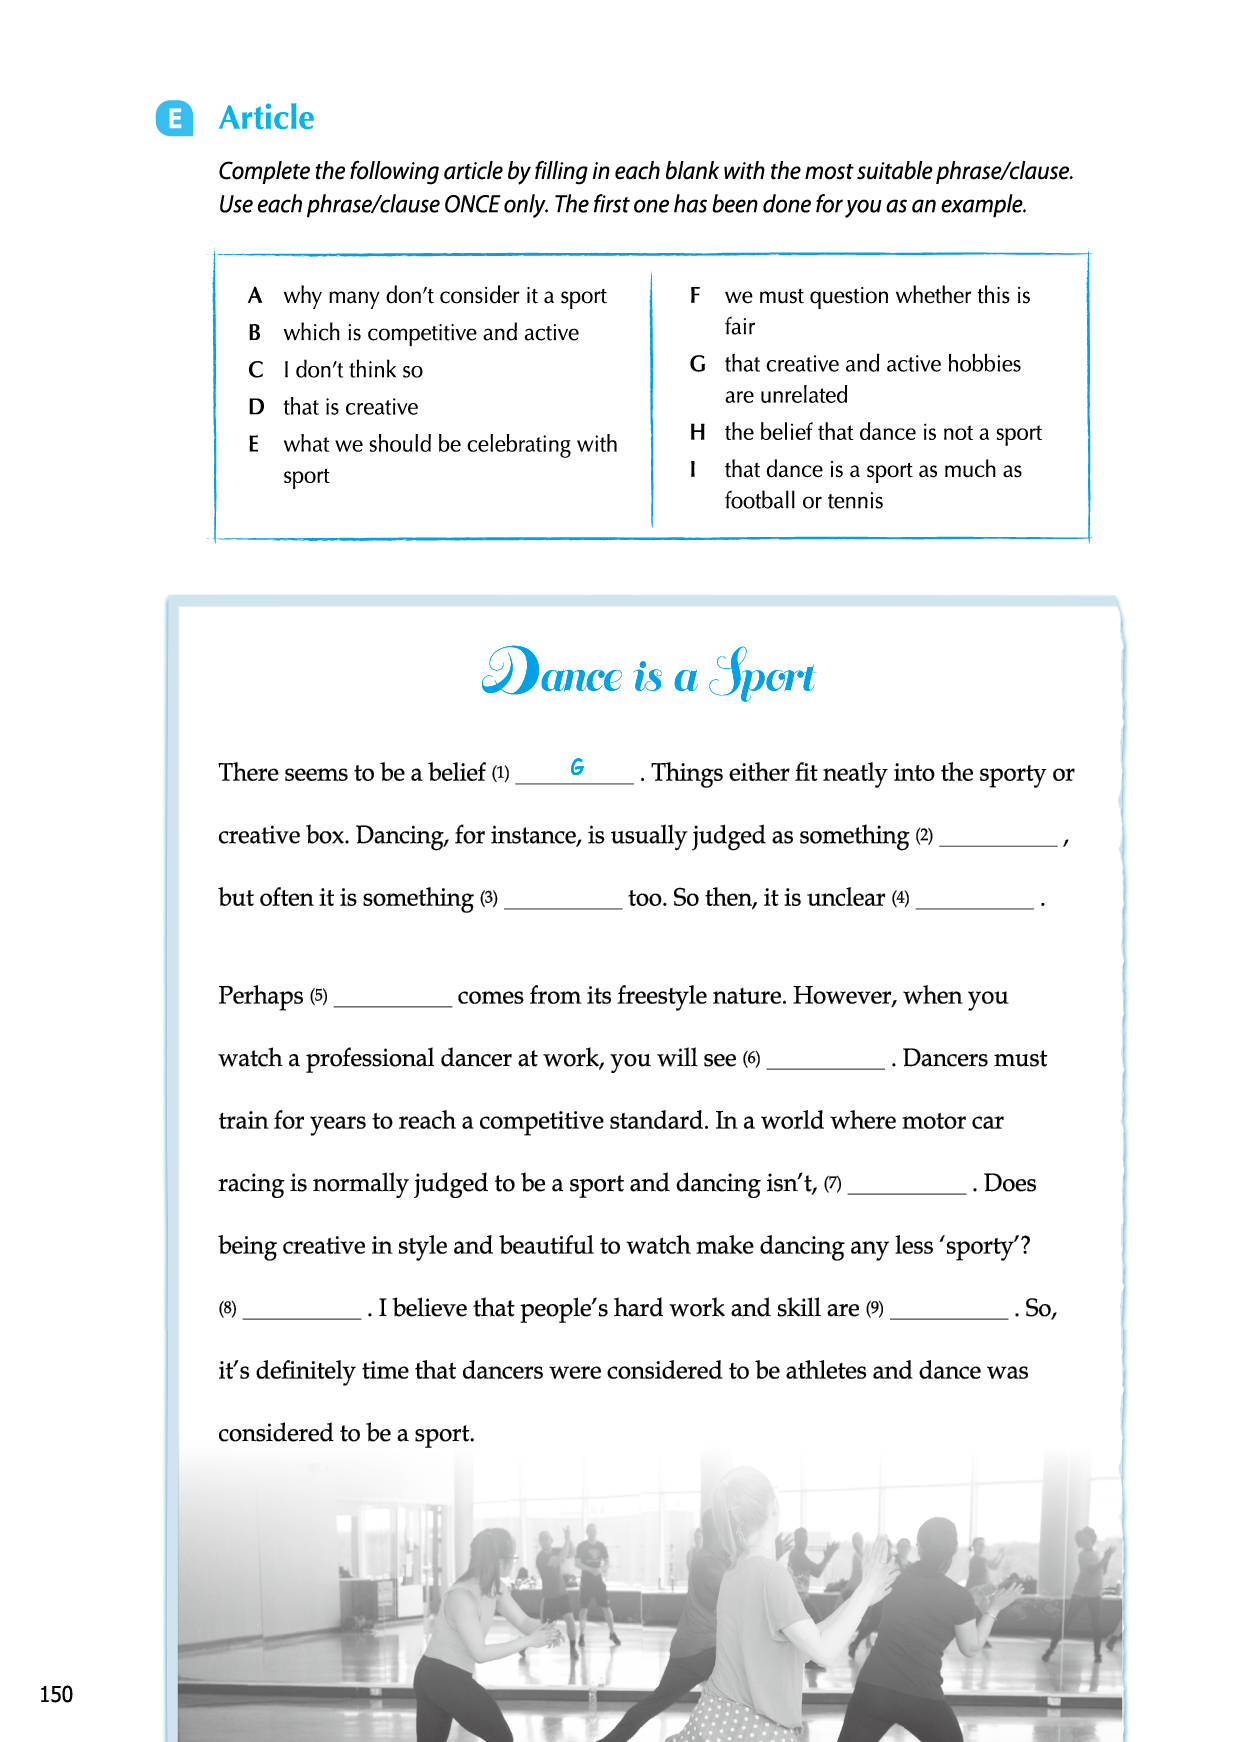 E Article
Complete the following article by filling in each blank with the most suitable phrase/clause.
Use each phrase/clause ONCE only. The first one has been done for you as an example.
A why many don’t consider it a sport
B which is competitive and active
C I don’t think so
D that is creative
E what we should be celebrating with
sport
F we must question whether this is
fair
G that creative and active hobbies
are unrelated
H the belief that dance is not a sport
I that dance is a sport as much as
football or tennis
Dance is a Sport
There seems to be a belief (1) __________ G . Things either fit neatly into the sporty or
creative box. Dancing, for instance, is usually judged as something (2) __________ ,
but often it is something (3) __________ too. So then, it is unclear (4) __________ .
Perhaps (5) __________ comes from its freestyle nature. However, when you
watch a professional dancer at work, you will see (6) __________ . Dancers must
train for years to reach a competitive standard. In a world where motor car
racing is normally judged to be a sport and dancing isn’t, (7) __________ . Does
being creative in style and beautiful to watch make dancing any less ‘sporty’?
(8) __________ . I believe that people’s hard work and skill are (9) __________ . So,
it’s definitely time that dancers were considered to be athletes and dance was
considered to be a sport.
150